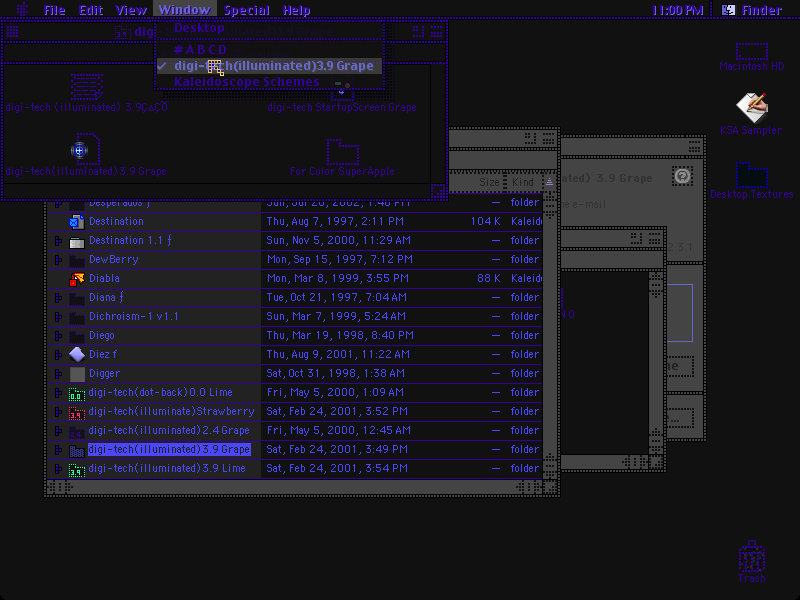 File Edit View Window Special Help 11:00 PM Finder
Desktop
#ABCD
✓ digi-tech(illuminated)3.9 Grape
Kaleidoscope Schemes
digi-tech StartupScreen Grape
digi-tech(illuminated)3.9 Grape
For Color SuperApple
Macintosh HD
KSA Sampler
Desktop Textures
Trash
Size Kind
ated) 3.9 Grape
e e-mail
Desperados ƒ Sun, Jul 28, 2002, 1:48 PM — folder
Destination Thu, Aug 7, 1997, 2:11 PM 104 K Kaleid
Destination 1.1 ƒ Sun, Nov 5, 2000, 11:29 AM — folder
DewBerry Mon, Sep 15, 1997, 7:12 PM — folder
Diabla Mon, Mar 8, 1999, 3:55 PM 88 K Kaleid
Diana ƒ Tue, Oct 21, 1997, 7:04 AM — folder
Dichroism-1 v1.1 Sun, Mar 7, 1999, 5:24 AM — folder
Diego Thu, Mar 19, 1998, 8:40 PM — folder
Diez f Thu, Aug 9, 2001, 11:22 AM — folder
Digger Sat, Oct 31, 1998, 1:38 AM — folder
digi-tech(dot-back)0.0 Lime Fri, May 5, 2000, 1:09 AM — folder
digi-tech(illuminate)Strawberry Sat, Feb 24, 2001, 3:52 PM — folder
digi-tech(illuminated)2.4 Grape Fri, May 5, 2000, 12:45 AM — folder
digi-tech(illuminated)3.9 Grape Sat, Feb 24, 2001, 3:49 PM — folder
digi-tech(illuminated)3.9 Lime Sat, Feb 24, 2001, 3:54 PM — folder